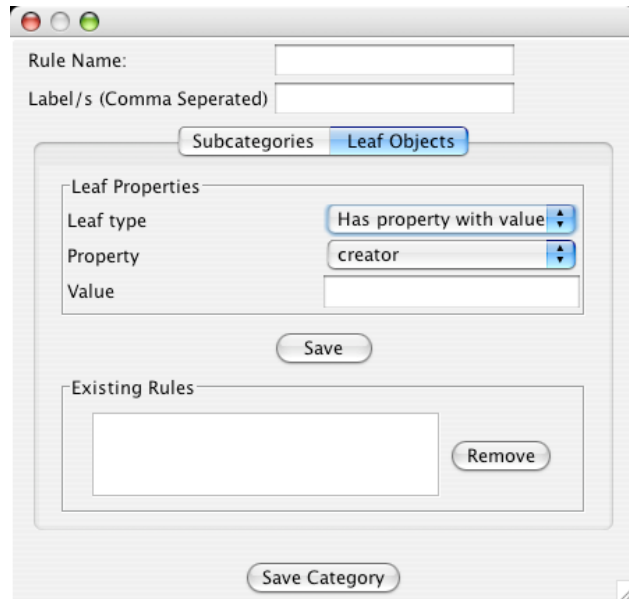 Rule Name:
Label/s (Comma Seperated)
Subcategories Leaf Objects
Leaf Properties
Leaf type Has property with value
Property creator
Value
Save
Existing Rules
Remove
Save Category